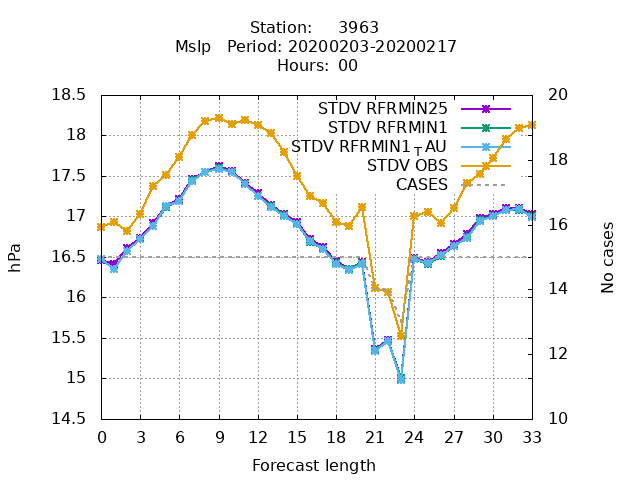 Station: 3963
Mslp Period: 20200203-20200217
Hours: 00
18.5
18
17.5
17
16.5
16
15.5
15
14.5
hPa
20
18
16
14
12
10
No cases
STDV RFRMIN25
STDV RFRMIN1
STDV RFRMIN1TAU
STDV OBS
CASES
0 3 6 9 12 15 18 21 24 27 30 33
Forecast length